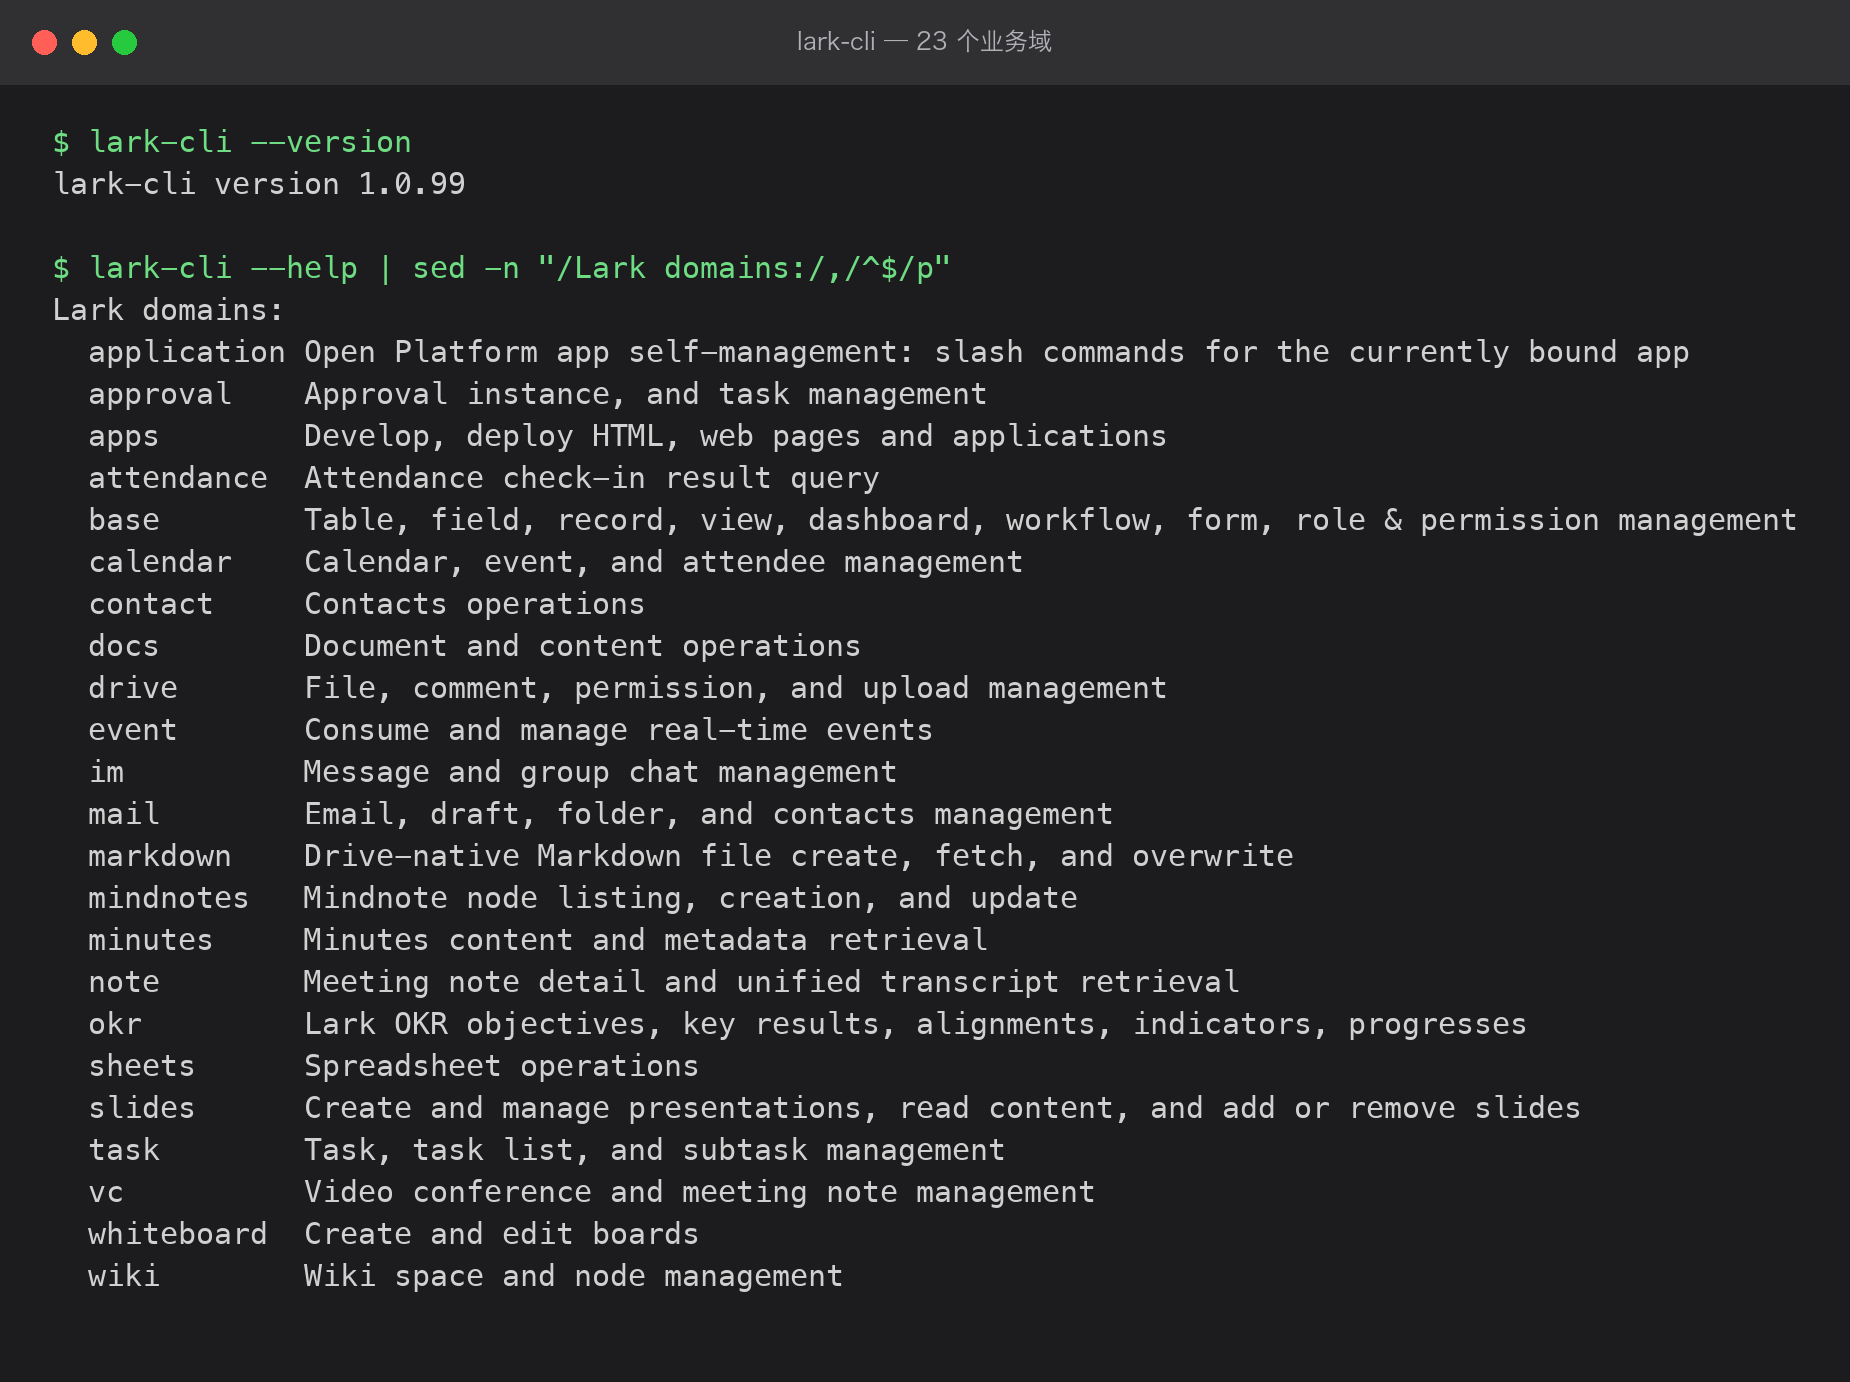 lark-cli — 23 个业务域
$ lark-cli --version
lark-cli version 1.0.99
$ lark-cli --help | sed -n "/Lark domains:/,/^$/p"
Lark domains:
  application Open Platform app self-management: slash commands for the currently bound app
  approval    Approval instance, and task management
  apps        Develop, deploy HTML, web pages and applications
  attendance  Attendance check-in result query
  base        Table, field, record, view, dashboard, workflow, form, role & permission management
  calendar    Calendar, event, and attendee management
  contact     Contacts operations
  docs        Document and content operations
  drive       File, comment, permission, and upload management
  event       Consume and manage real-time events
  im          Message and group chat management
  mail        Email, draft, folder, and contacts management
  markdown    Drive-native Markdown file create, fetch, and overwrite
  mindnotes   Mindnote node listing, creation, and update
  minutes     Minutes content and metadata retrieval
  note        Meeting note detail and unified transcript retrieval
  okr         Lark OKR objectives, key results, alignments, indicators, progresses
  sheets      Spreadsheet operations
  slides      Create and manage presentations, read content, and add or remove slides
  task        Task, task list, and subtask management
  vc          Video conference and meeting note management
  whiteboard  Create and edit boards
  wiki        Wiki space and node management